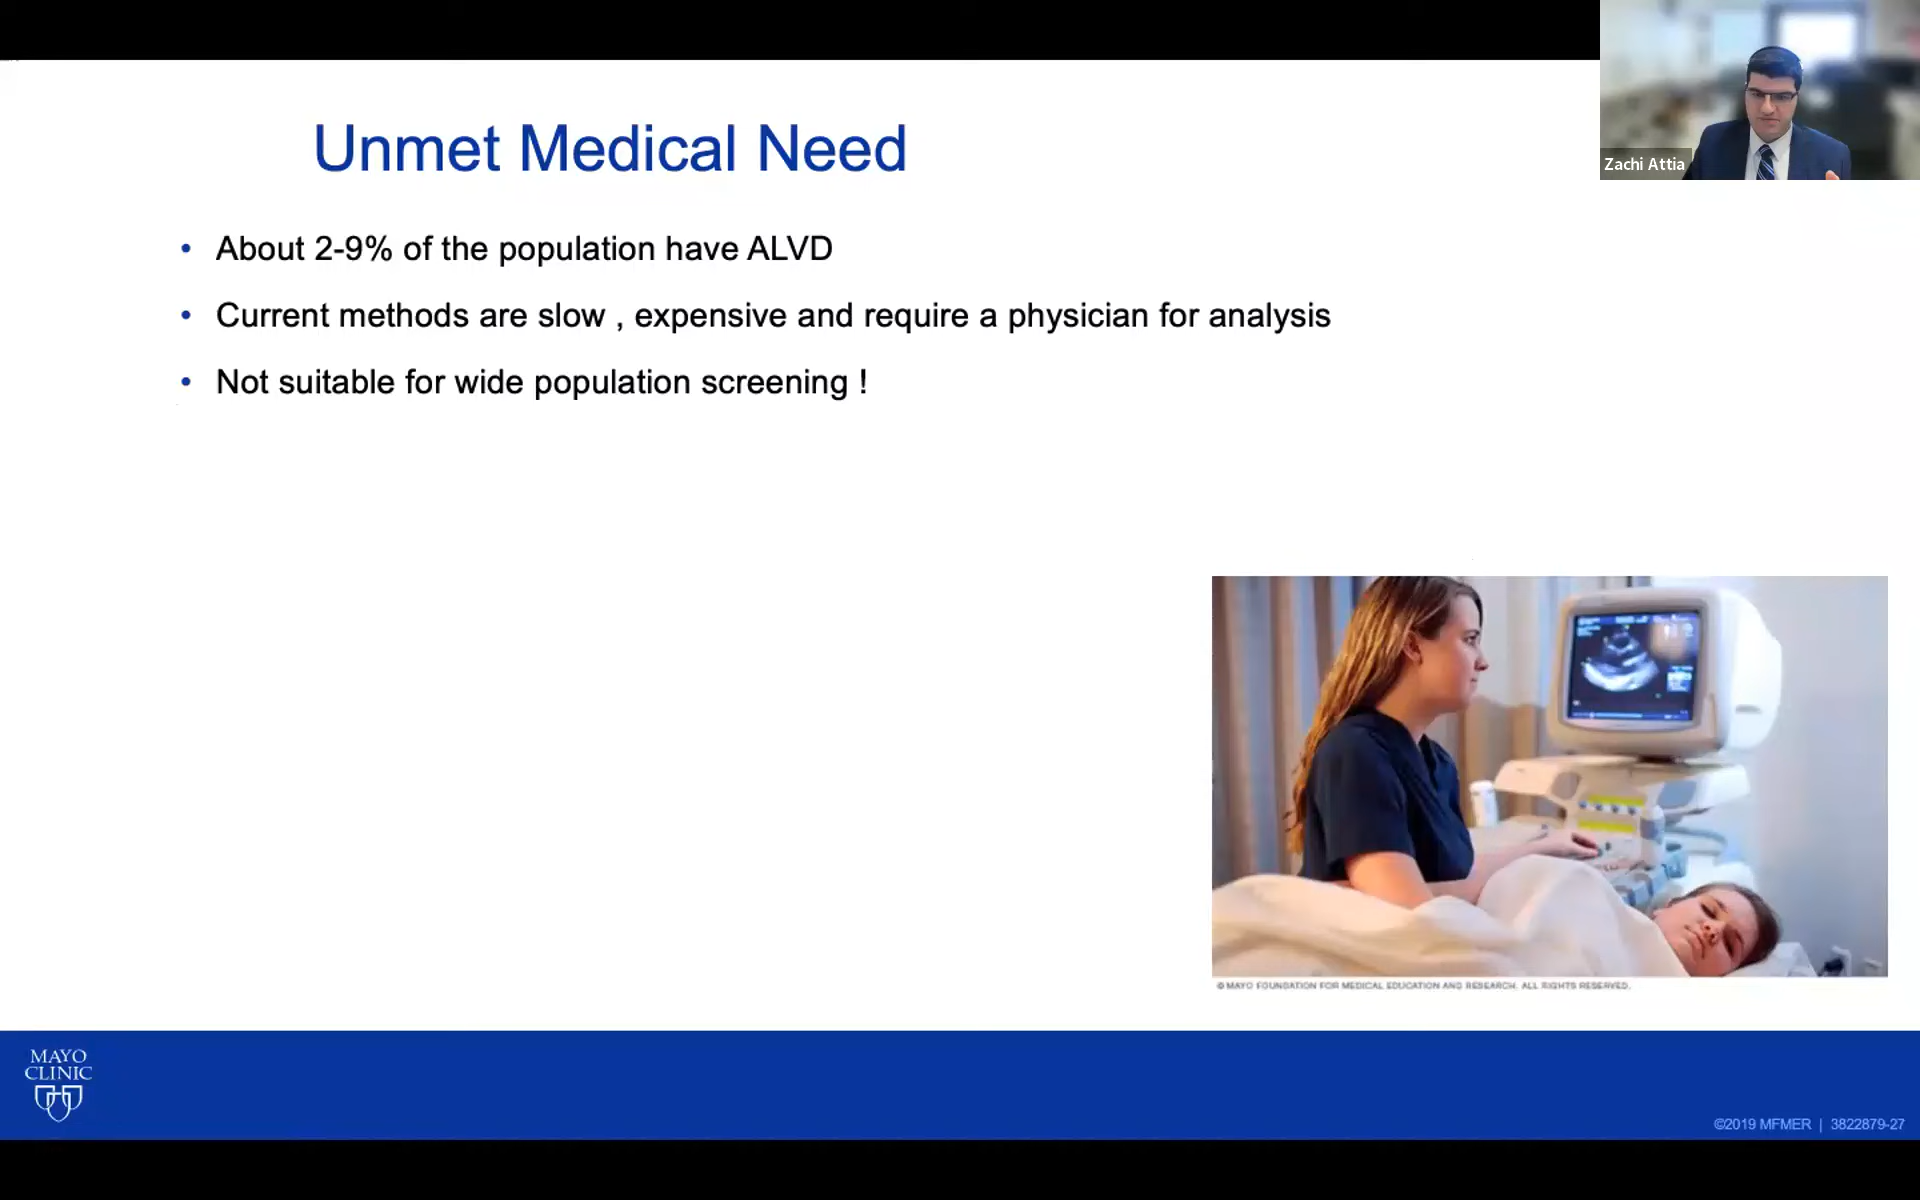 Zachi Attia
Unmet Medical Need
• About 2-9% of the population have ALVD
• Current methods are slow , expensive and require a physician for analysis
• Not suitable for wide population screening !
© MAYO FOUNDATION FOR MEDICAL EDUCATION AND RESEARCH. ALL RIGHTS RESERVED.
MAYO
CLINIC
©2019 MFMER | 3822879-27